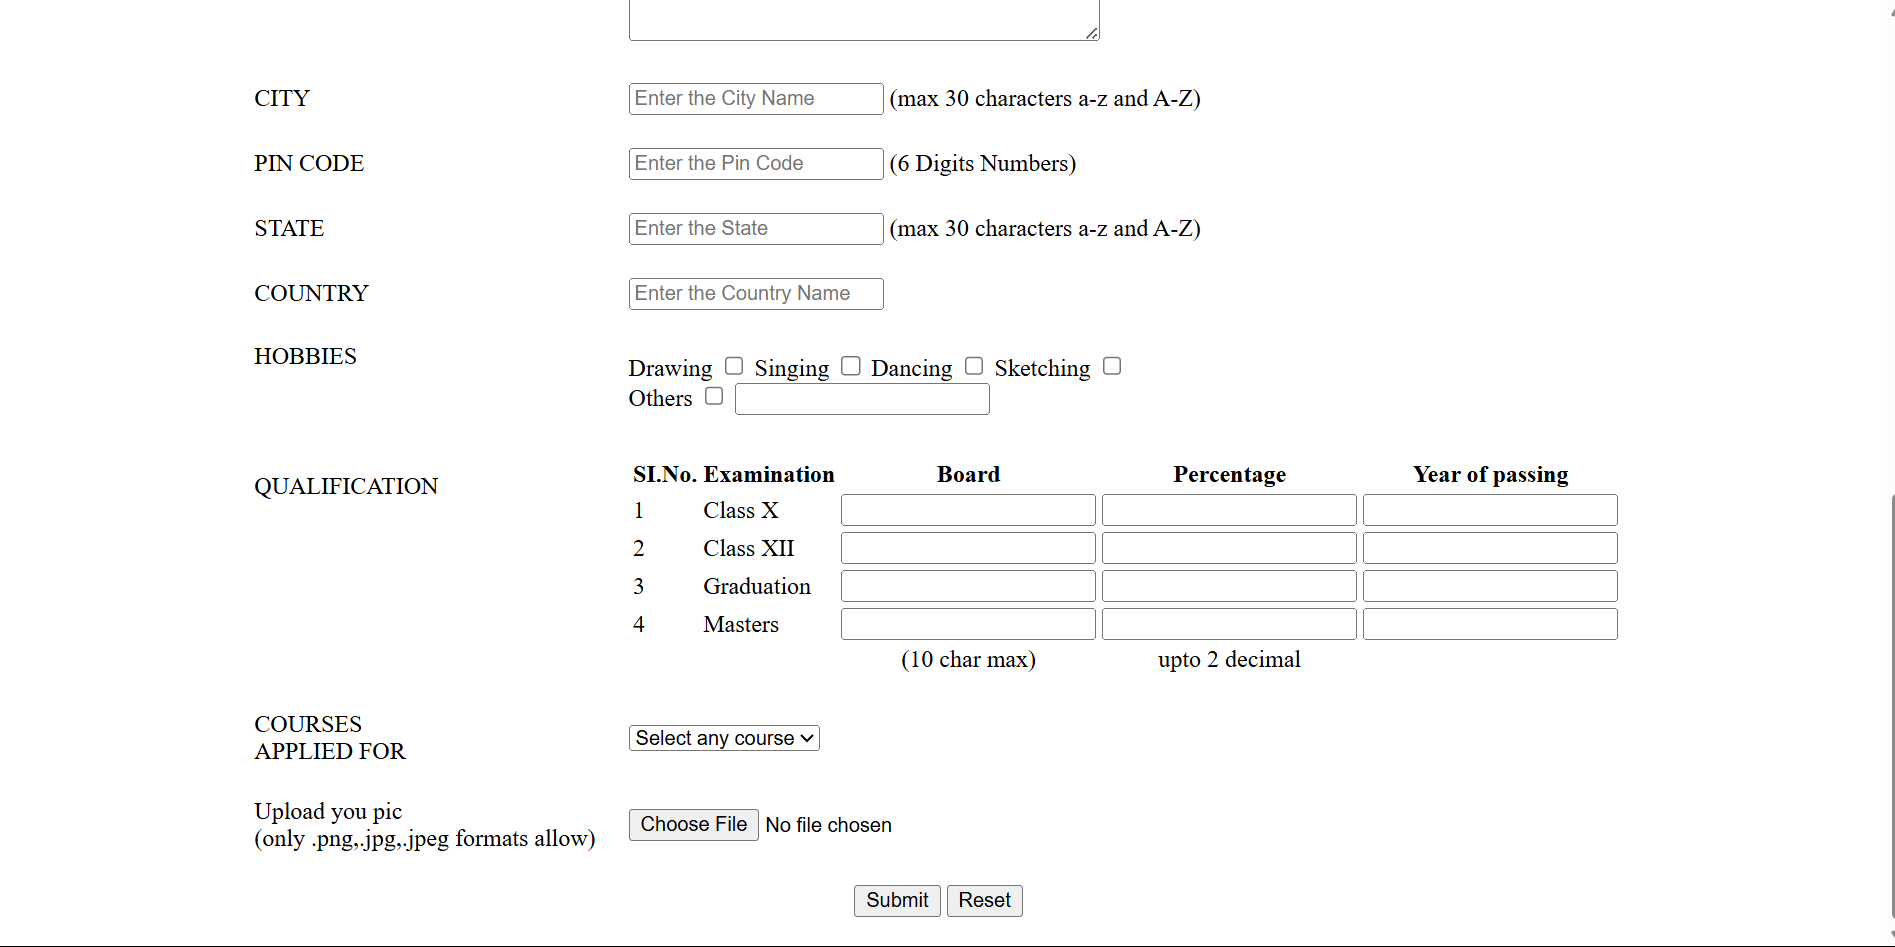 CITY Enter the City Name (max 30 characters a-z and A-Z)
PIN CODE Enter the Pin Code (6 Digits Numbers)
STATE Enter the State (max 30 characters a-z and A-Z)
COUNTRY Enter the Country Name
HOBBIES
Drawing Singing Dancing Sketching
Others
QUALIFICATION
SI.No. Examination Board Percentage Year of passing
1 Class X
2 Class XII
3 Graduation
4 Masters
(10 char max) upto 2 decimal
COURSES
APPLIED FOR
Select any course
Upload you pic
(only .png,.jpg,.jpeg formats allow)
Choose File No file chosen
Submit Reset